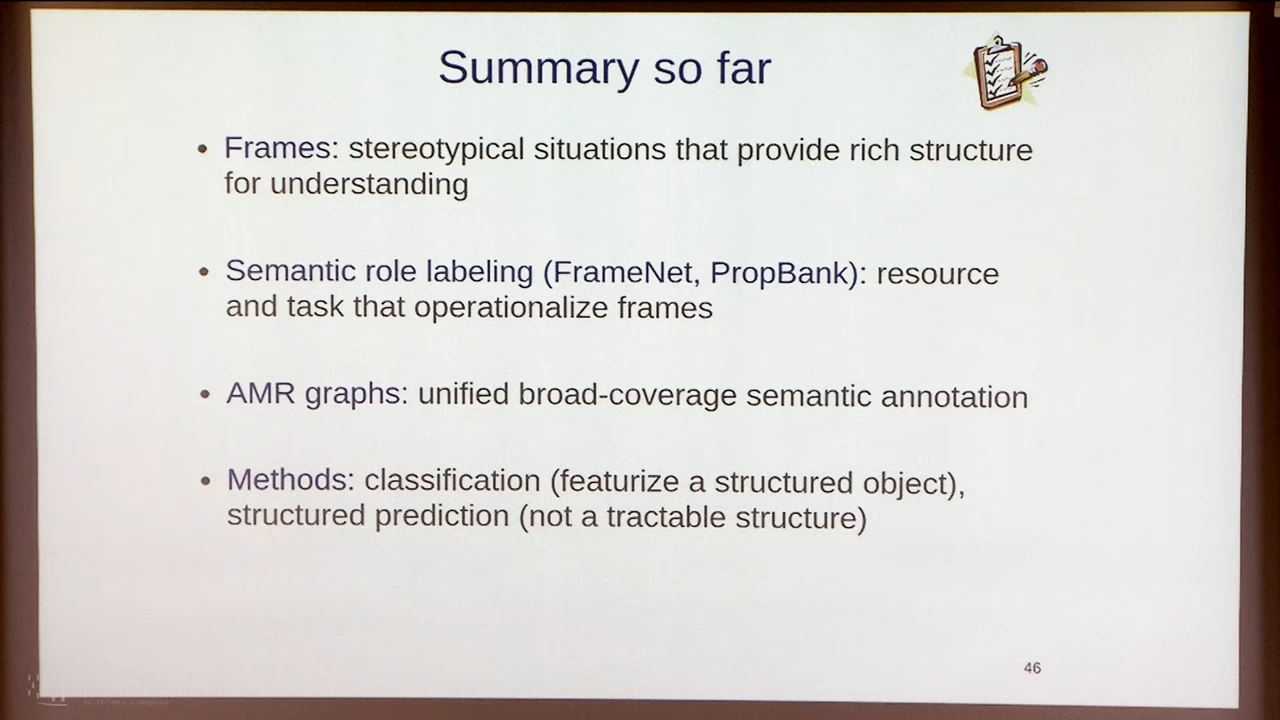 Summary so far
• Frames: stereotypical situations that provide rich structure
for understanding
• Semantic role labeling (FrameNet, PropBank): resource
and task that operationalize frames
• AMR graphs: unified broad-coverage semantic annotation
• Methods: classification (featurize a structured object),
structured prediction (not a tractable structure)
46